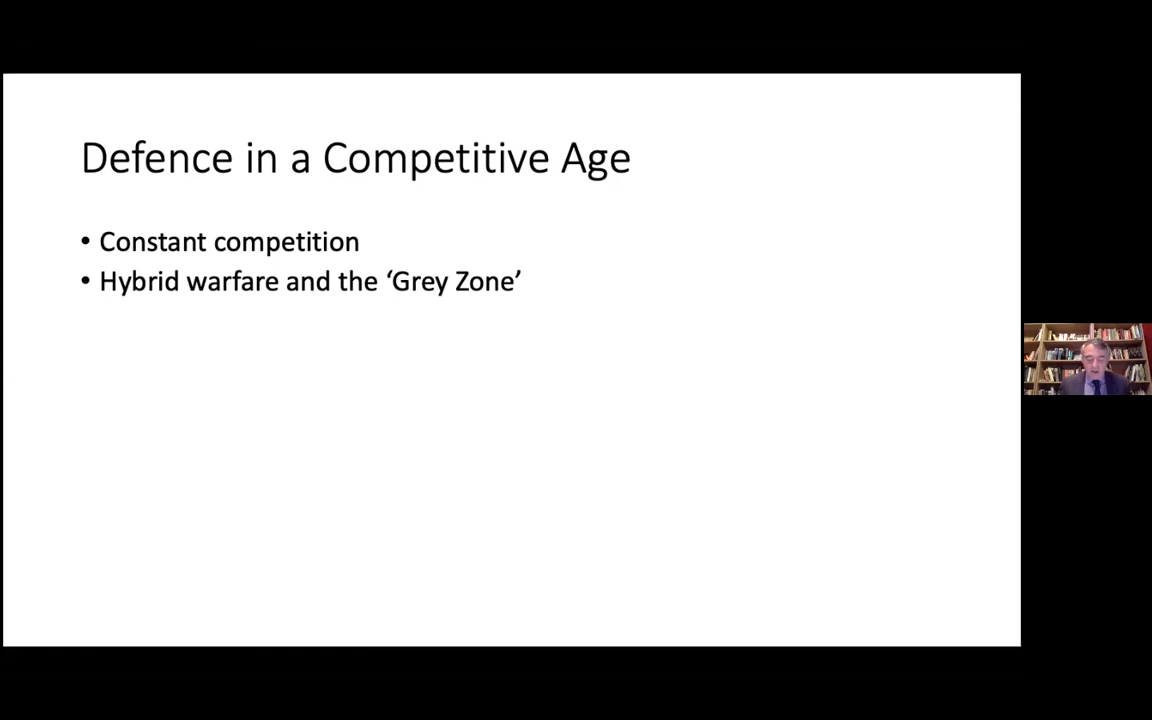 Defence in a Competitive Age
• Constant competition
• Hybrid warfare and the ‘Grey Zone’